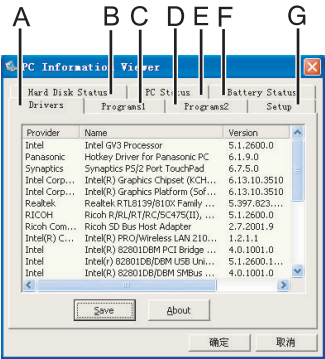 A B C D E F G
PC Information Viewer
Hard Disk Status PC Status Battery Status
Drivers Programs1 Programs2 Setup
Provider Name Version
Intel Intel GV3 Processor 5.1.2600.0
Panasonic Hotkey Driver for Panasonic PC 6.1.9.0
Synaptics Synaptics PS/2 Port TouchPad 6.7.5.0
Intel Corp... Intel(R) Graphics Chipset (KCH... 6.13.10.3510
Intel Corp... Intel(R) Graphics Platform (Sof... 6.13.10.3510
Realtek Realtek RTL8139/810X Family ... 5.397.823....
RICOH Ricoh R/RL/RT/RC/5C475(II), ... 5.1.2600.0
Ricoh Com... Ricoh SD Bus Host Adapter 2.7.2001.9
Intel(R) C... Intel(R) PRO/Wireless LAN 210... 1.2.1.1
Intel Intel(R) 82801DBM PCI Bridge ... 4.0.1001.0
Intel Intel(r) 82801DB/DBM USB Uni... 5.1.2600.1...
Intel Intel(R) 82801DB/DBM SMBus ... 4.0.1001.0
Save About
确定 取消